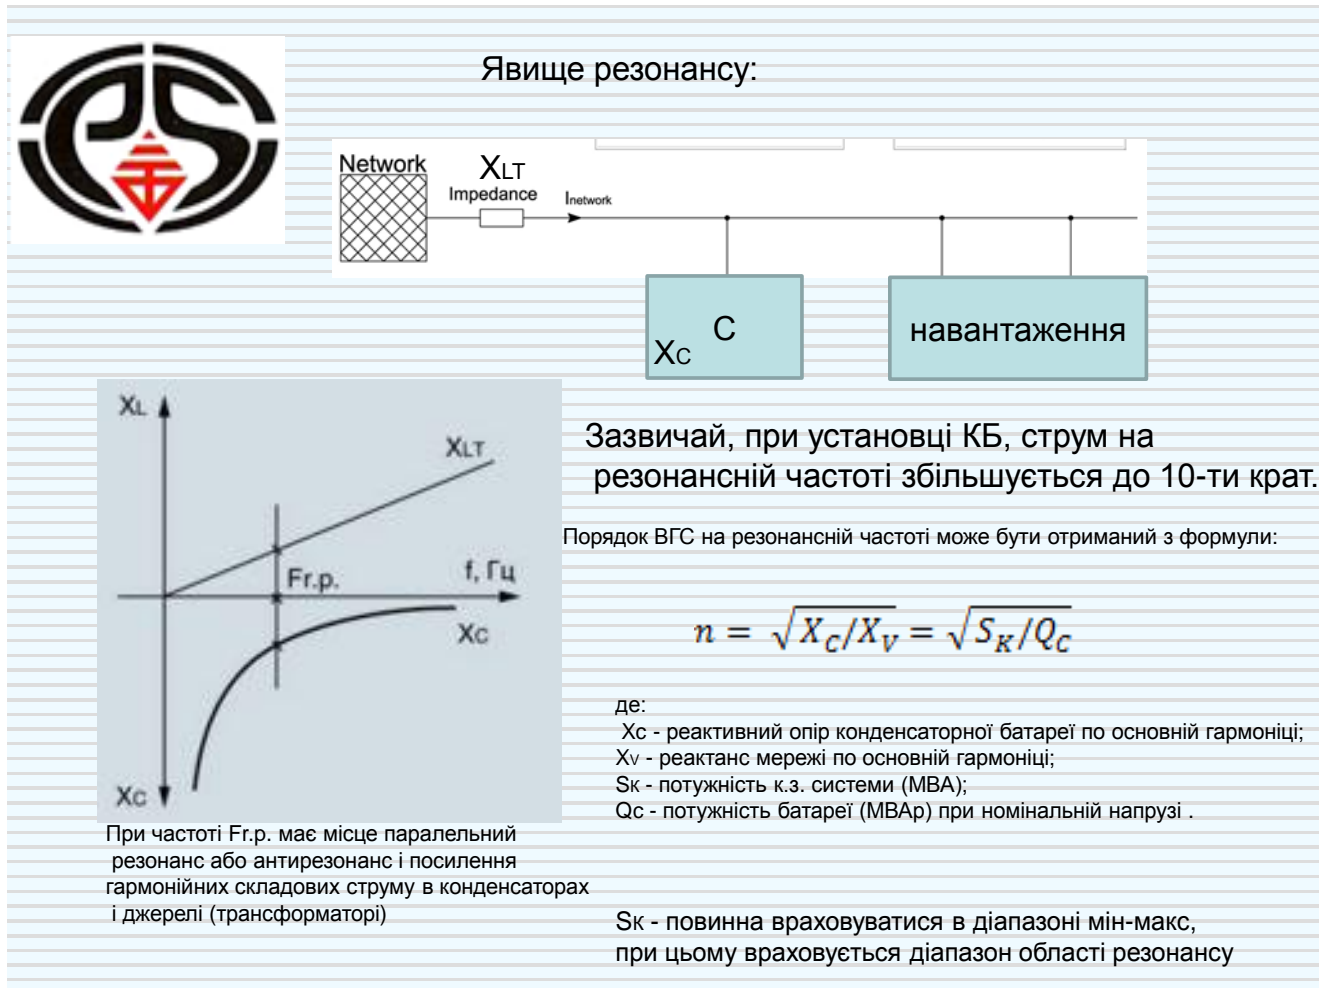 Явище резонансу:
Network
XLT
Impedance
Inetwork
C
Xc
навантаження
XL
XLT
Fr.p.
f, Гц
Xc
Xc
Зазвичай, при установці КБ, струм на
резонансній частоті збільшується до 10-ти крат.
Порядок ВГС на резонансній частоті може бути отриманий з формули:
n = √X_C/X_V = √S_K/Q_C
де:
Xc - реактивний опір конденсаторної батареї по основній гармоніці;
Xv - реактанс мережі по основній гармоніці;
Sк - потужність к.з. системи (МВА);
Qc - потужність батареї (МВАр) при номінальній напрузі .
При частоті Fr.p. має місце паралельний
резонанс або антирезонанс і посилення
гармонійних складових струму в конденсаторах
і джерелі (трансформаторі)
Sк - повинна враховуватися в діапазоні мін-макс,
при цьому враховується діапазон області резонансу